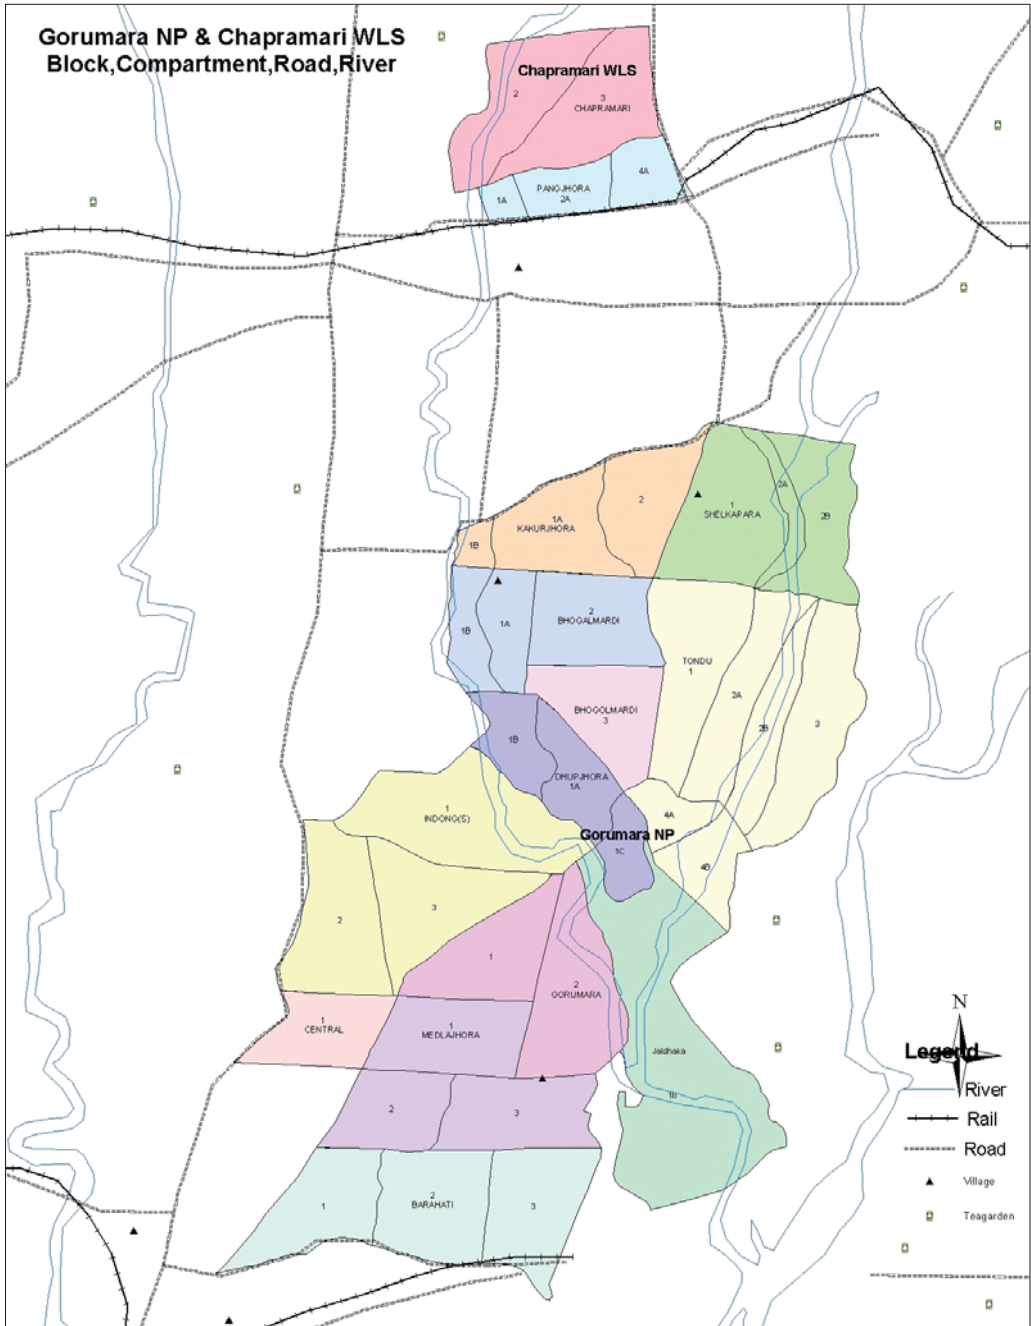 Gorumara NP & Chapramari WLS
Block,Compartment,Road,River
Chapramari WLS
2
3
CHAPRAMARI
4A
PANGJHORA
2A
1A
2A
2
1
SHELKAPARA
2B
1A
KAKURJHORA
1B
2
BHOGALMARDI
1A
1B
TONDU
1
2A
2B
3
BHOGOLMARDI
3
1B
DHUPJHORA
1A
1
INDONG(S)
4A
Gorumara NP
1C
4B
3
2
1
2
GORUMARA
1
CENTRAL
1
MEDLAJHORA
Jaldhaka
1b
2
3
1
2
BARAHATI
3
N
Legend
River
Rail
Road
Village
Teagarden